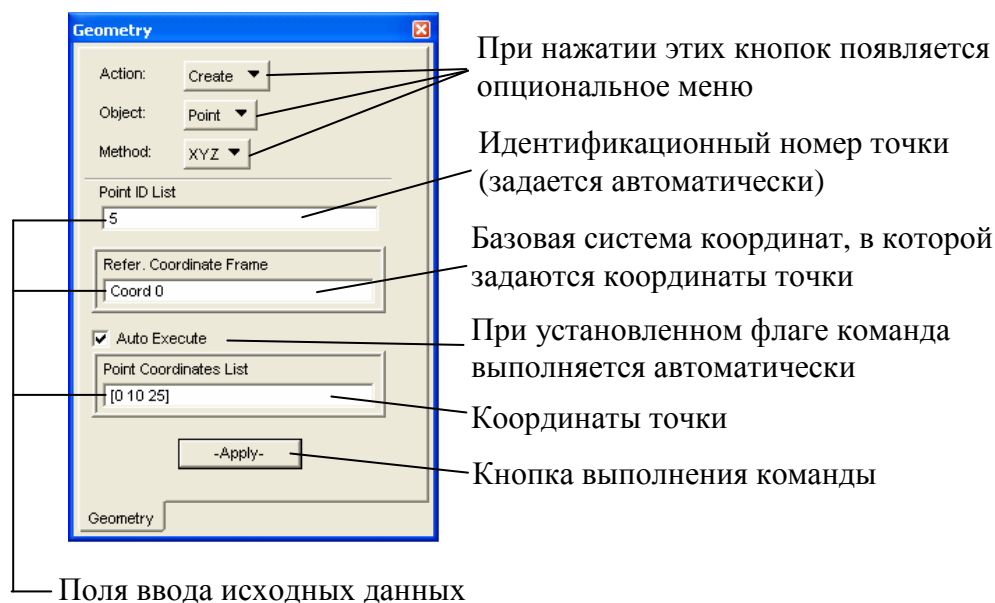 Geometry
Action:
Create
Object:
Point
Method:
XYZ
Point ID List
5
Refer. Coordinate Frame
Coord 0
Auto Execute
Point Coordinates List
[0 10 25]
-Apply-
Geometry
При нажатии этих кнопок появляется
опциональное меню
Идентификационный номер точки
(задается автоматически)
Базовая система координат, в которой
задаются координаты точки
При установленном флаге команда
выполняется автоматически
Координаты точки
Кнопка выполнения команды
Поля ввода исходных данных